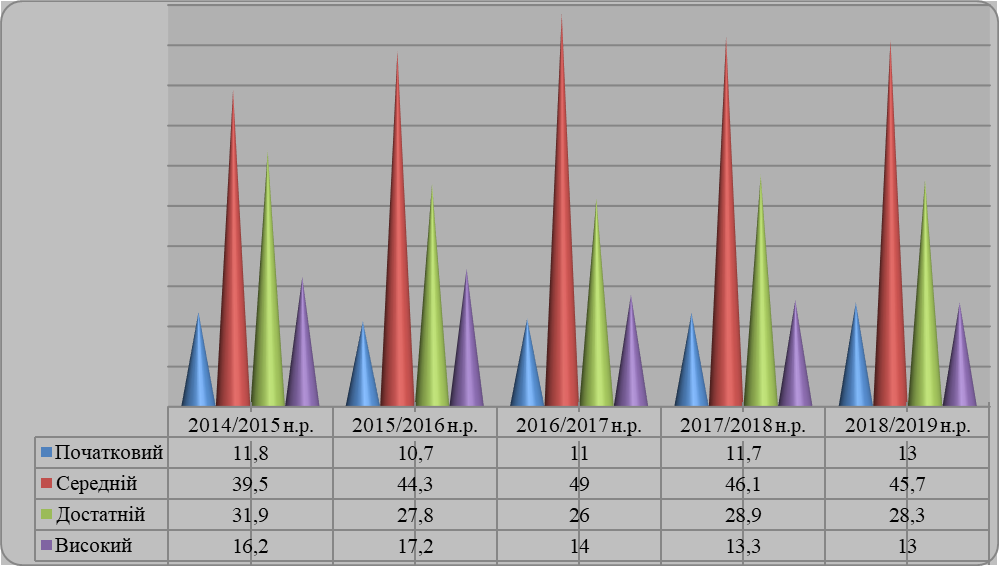 2014/2015 н.р. 2015/2016 н.р. 2016/2017 н.р. 2017/2018 н.р. 2018/2019 н.р.
Початковий 11,8 10,7 11 11,7 13
Середній 39,5 44,3 49 46,1 45,7
Достатній 31,9 27,8 26 28,9 28,3
Високий 16,2 17,2 14 13,3 13